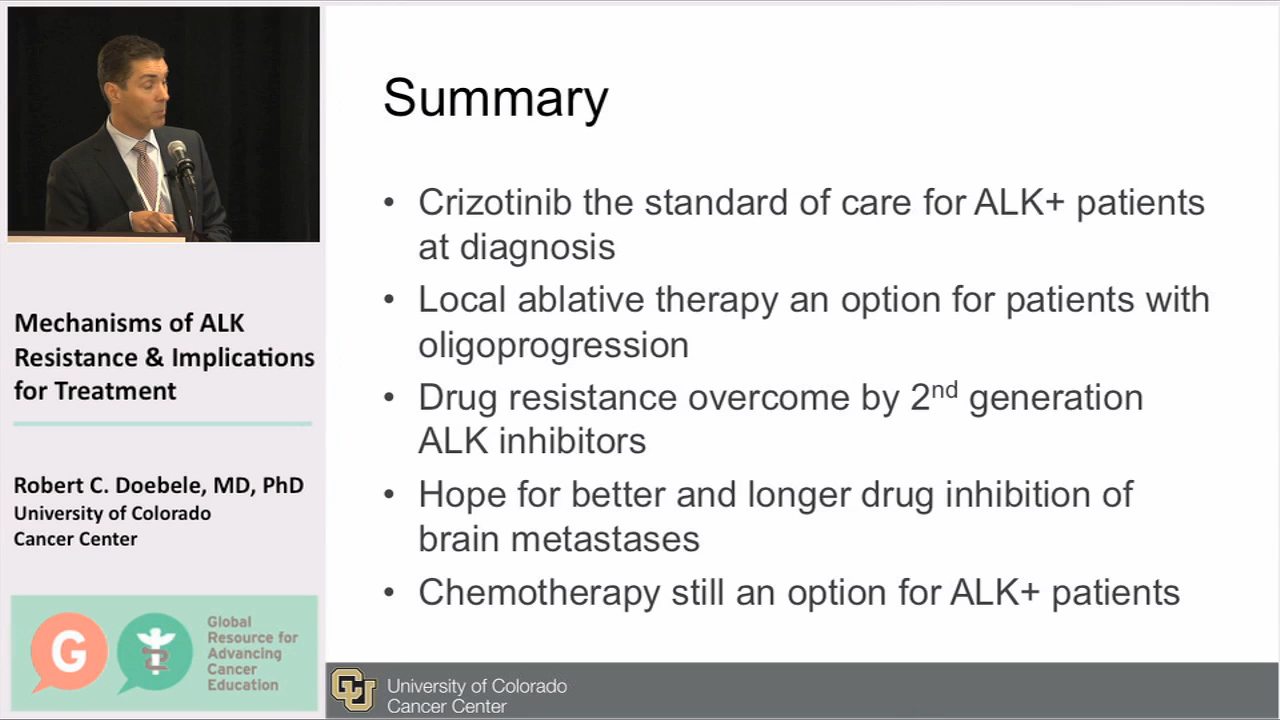 Summary
• Crizotinib the standard of care for ALK+ patients
at diagnosis
• Local ablative therapy an option for patients with
oligoprogression
• Drug resistance overcome by 2nd generation
ALK inhibitors
• Hope for better and longer drug inhibition of
brain metastases
• Chemotherapy still an option for ALK+ patients
Mechanisms of ALK
Resistance & Implications
for Treatment
Robert C. Doebele, MD, PhD
University of Colorado
Cancer Center
G
Global
Resource for
Advancing
Cancer
Education
CU
University of Colorado
Cancer Center